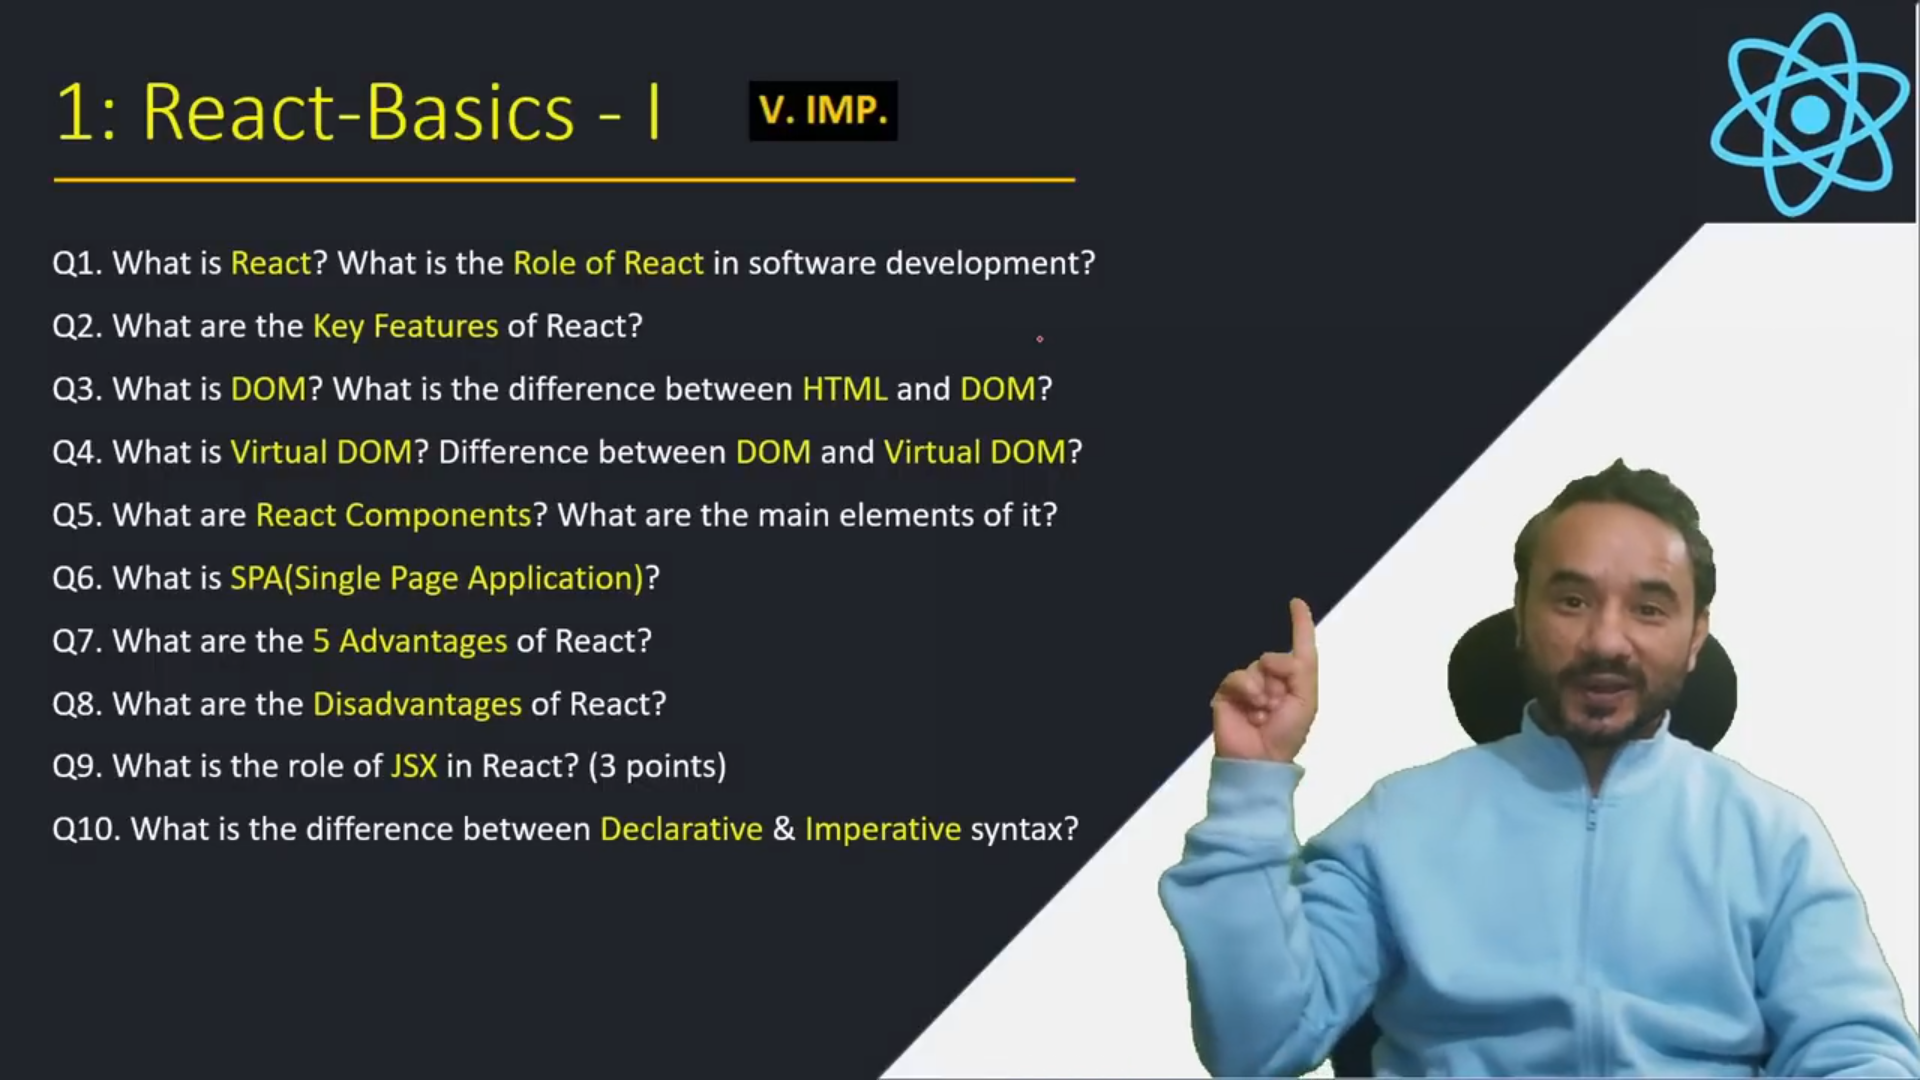 1: React-Basics - I
V. IMP.
Q1. What is React? What is the Role of React in software development?
Q2. What are the Key Features of React?
Q3. What is DOM? What is the difference between HTML and DOM?
Q4. What is Virtual DOM? Difference between DOM and Virtual DOM?
Q5. What are React Components? What are the main elements of it?
Q6. What is SPA(Single Page Application)?
Q7. What are the 5 Advantages of React?
Q8. What are the Disadvantages of React?
Q9. What is the role of JSX in React? (3 points)
Q10. What is the difference between Declarative & Imperative syntax?